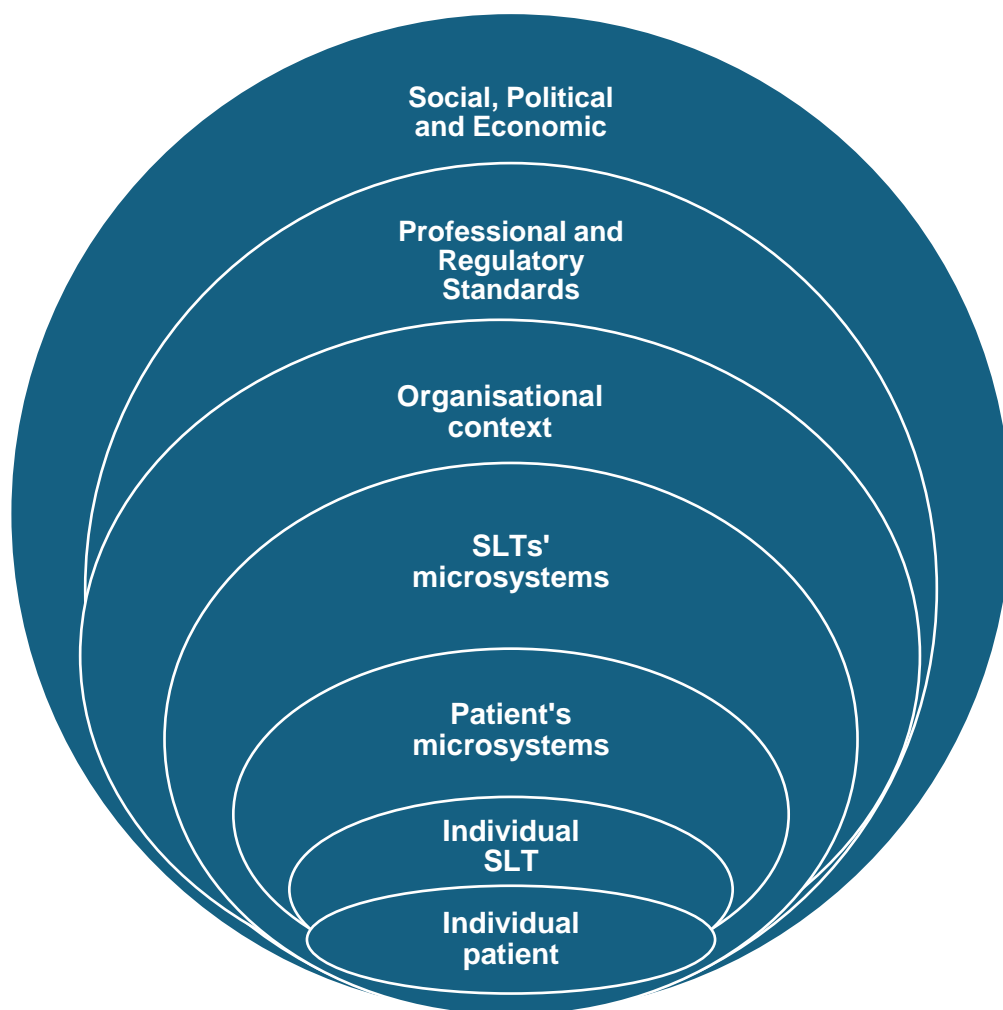 Social, Political
and Economic
Professional and
Regulatory
Standards
Organisational
context
SLTs'
microsystems
Patient's
microsystems
Individual
SLT
Individual
patient